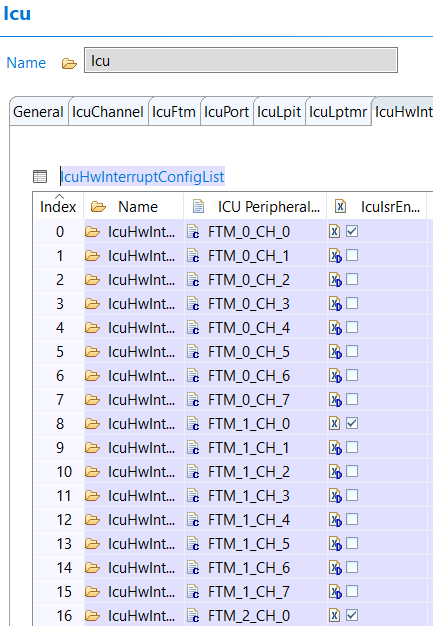 Icu
Name Icu
General IcuChannel IcuFtm IcuPort IcuLpit IcuLptmr IcuHwInt
IcuHwInterruptConfigList
Index Name ICU Peripheral... IcuIsrEn...
0 IcuHwInt... FTM_0_CH_0
1 IcuHwInt... FTM_0_CH_1
2 IcuHwInt... FTM_0_CH_2
3 IcuHwInt... FTM_0_CH_3
4 IcuHwInt... FTM_0_CH_4
5 IcuHwInt... FTM_0_CH_5
6 IcuHwInt... FTM_0_CH_6
7 IcuHwInt... FTM_0_CH_7
8 IcuHwInt... FTM_1_CH_0
9 IcuHwInt... FTM_1_CH_1
10 IcuHwInt... FTM_1_CH_2
11 IcuHwInt... FTM_1_CH_3
12 IcuHwInt... FTM_1_CH_4
13 IcuHwInt... FTM_1_CH_5
14 IcuHwInt... FTM_1_CH_6
15 IcuHwInt... FTM_1_CH_7
16 IcuHwInt... FTM_2_CH_0